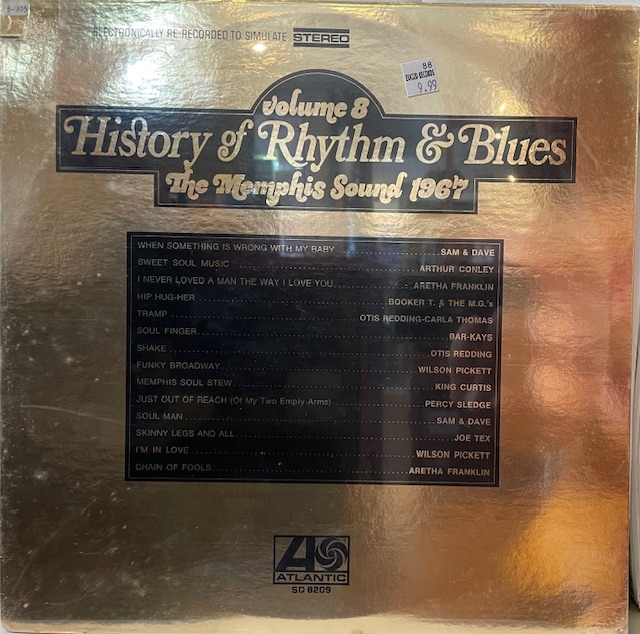 5-905
ELECTRONICALLY RE-RECORDED TO SIMULATE STEREO
88
EUCLID RECORDS
9.99
Volume 8
History of Rhythm & Blues
The Memphis Sound 1967
WHEN SOMETHING IS WRONG WITH MY BABY ........ SAM & DAVE
SWEET SOUL MUSIC ........ ARTHUR CONLEY
I NEVER LOVED A MAN THE WAY I LOVE YOU ........ ARETHA FRANKLIN
HIP HUG-HER ........ BOOKER T. & THE M.G.'s
TRAMP ........ OTIS REDDING-CARLA THOMAS
SOUL FINGER ........ BAR-KAYS
SHAKE ........ OTIS REDDING
FUNKY BROADWAY ........ WILSON PICKETT
MEMPHIS SOUL STEW ........ KING CURTIS
JUST OUT OF REACH (Of My Two Empty Arms) ........ PERCY SLEDGE
SOUL MAN ........ SAM & DAVE
SKINNY LEGS AND ALL ........ JOE TEX
I'M IN LOVE ........ WILSON PICKETT
CHAIN OF FOOLS ........ ARETHA FRANKLIN
ATLANTIC
SD 8209